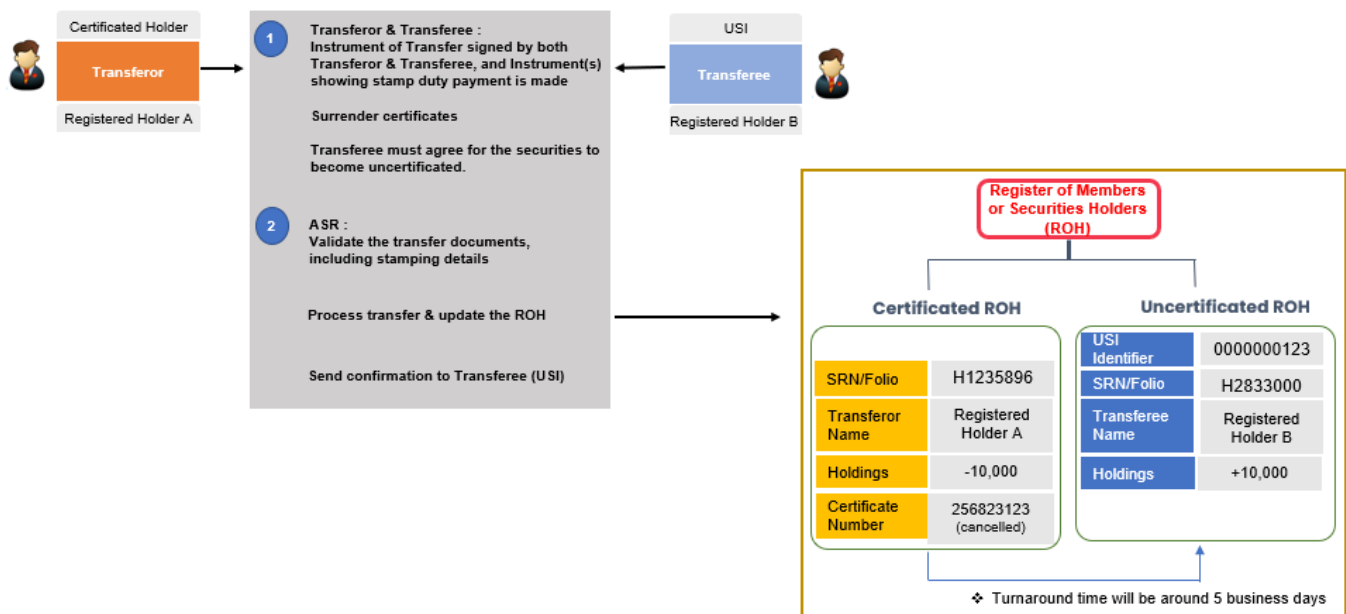 Certificated Holder
Transferor
Registered Holder A
1
Transferor & Transferee :
Instrument of Transfer signed by both
Transferor & Transferee, and Instrument(s)
showing stamp duty payment is made
Surrender certificates
Transferee must agree for the securities to
become uncertificated.
2
ASR :
Validate the transfer documents,
including stamping details
Process transfer & update the ROH
Send confirmation to Transferee (USI)
USI
Transferee
Registered Holder B
Register of Members
or Securities Holders
(ROH)
Certificated ROH
SRN/Folio
H1235896
Transferor
Name
Registered
Holder A
Holdings
-10,000
Certificate
Number
256823123
(cancelled)
Uncertificated ROH
USI
Identifier
0000000123
SRN/Folio
H2833000
Transferee
Name
Registered
Holder B
Holdings
+10,000
❖ Turnaround time will be around 5 business days